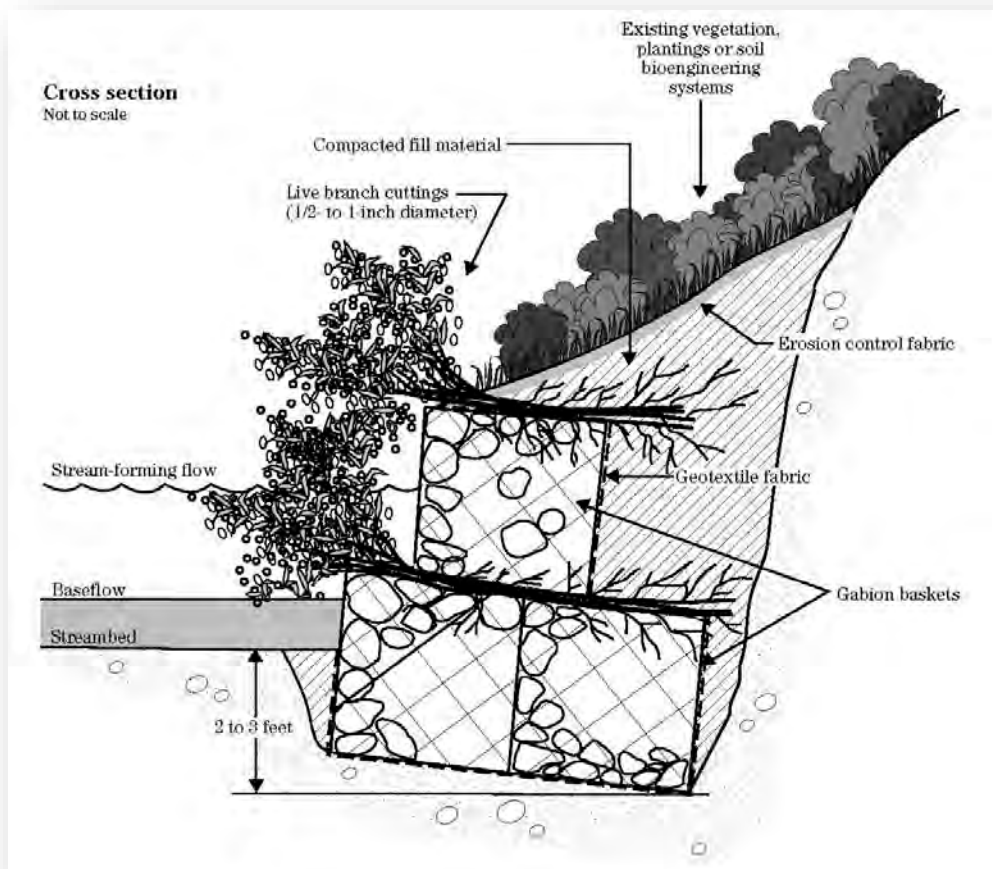 Cross section
Not to scale
Existing vegetation,
plantings or soil
bioengineering
systems
Compacted fill material
Live branch cuttings
(1/2- to 1-inch diameter)
Erosion control fabric
Stream-forming flow
Geotextile fabric
Baseflow
Gabion baskets
Streambed
2 to 3 feet